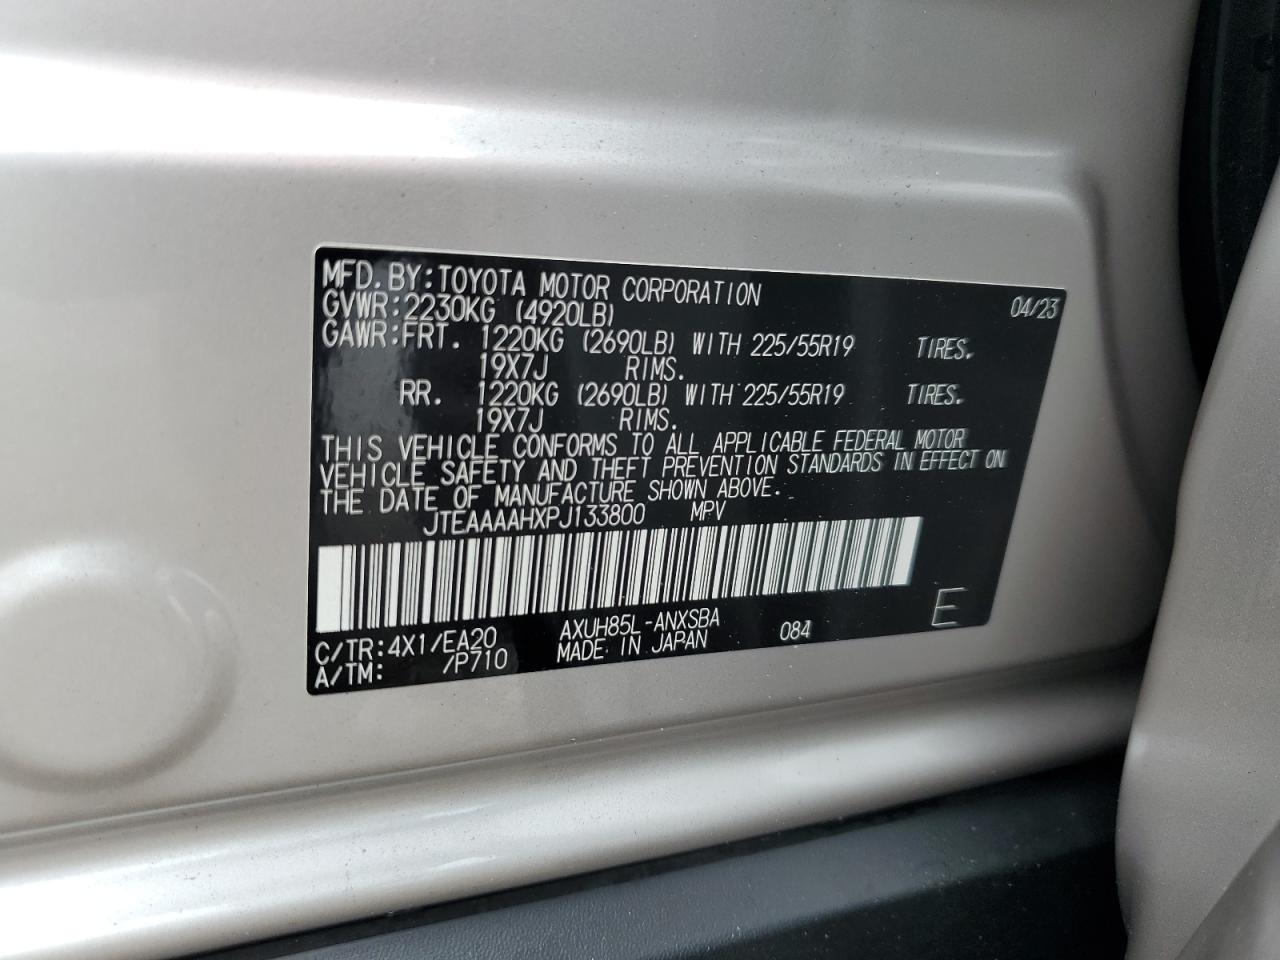 MFD. BY: TOYOTA MOTOR CORPORATION 04/23
GVWR: 2230KG (4920LB)
GAWR: FRT. 1220KG (2690LB) WITH 225/55R19 TIRES.
19X7J RIMS.
RR. 1220KG (2690LB) WITH 225/55R19 TIRES.
19X7J RIMS.
THIS VEHICLE CONFORMS TO ALL APPLICABLE FEDERAL MOTOR
VEHICLE SAFETY AND THEFT PREVENTION STANDARDS IN EFFECT ON
THE DATE OF MANUFACTURE SHOWN ABOVE.
JTEAAAAHXPJ133800 MPV
C/TR: 4X1/EA20 AXUH85L-ANXSBA 084 E
A/TM: /P710 MADE IN JAPAN